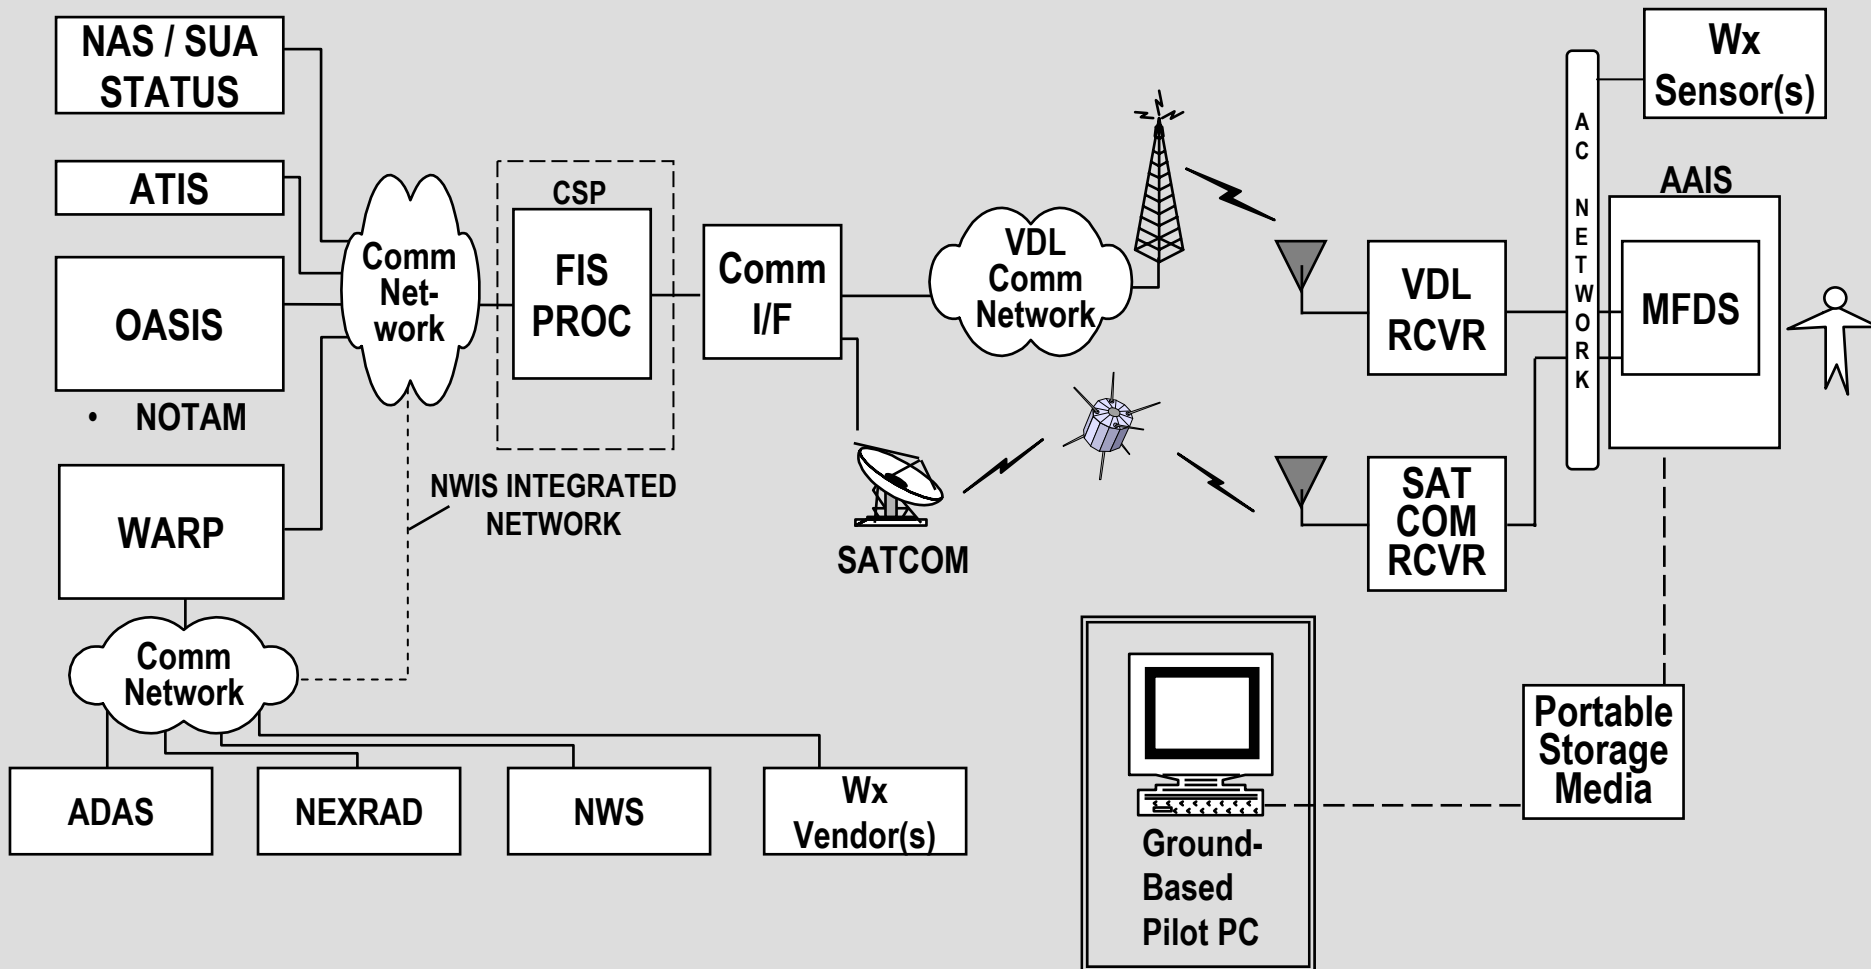 NAS / SUA
STATUS
ATIS
OASIS
• NOTAM
WARP
Comm
Network
ADAS
NEXRAD
NWS
Wx
Vendor(s)
Comm
Net-
work
NWIS INTEGRATED
NETWORK
CSP
FIS
PROC
Comm
I/F
SATCOM
VDL
Comm
Network
VDL
RCVR
SAT
COM
RCVR
AC NETWORK
Wx
Sensor(s)
AAIS
MFDS
Portable
Storage
Media
Ground-
Based
Pilot PC